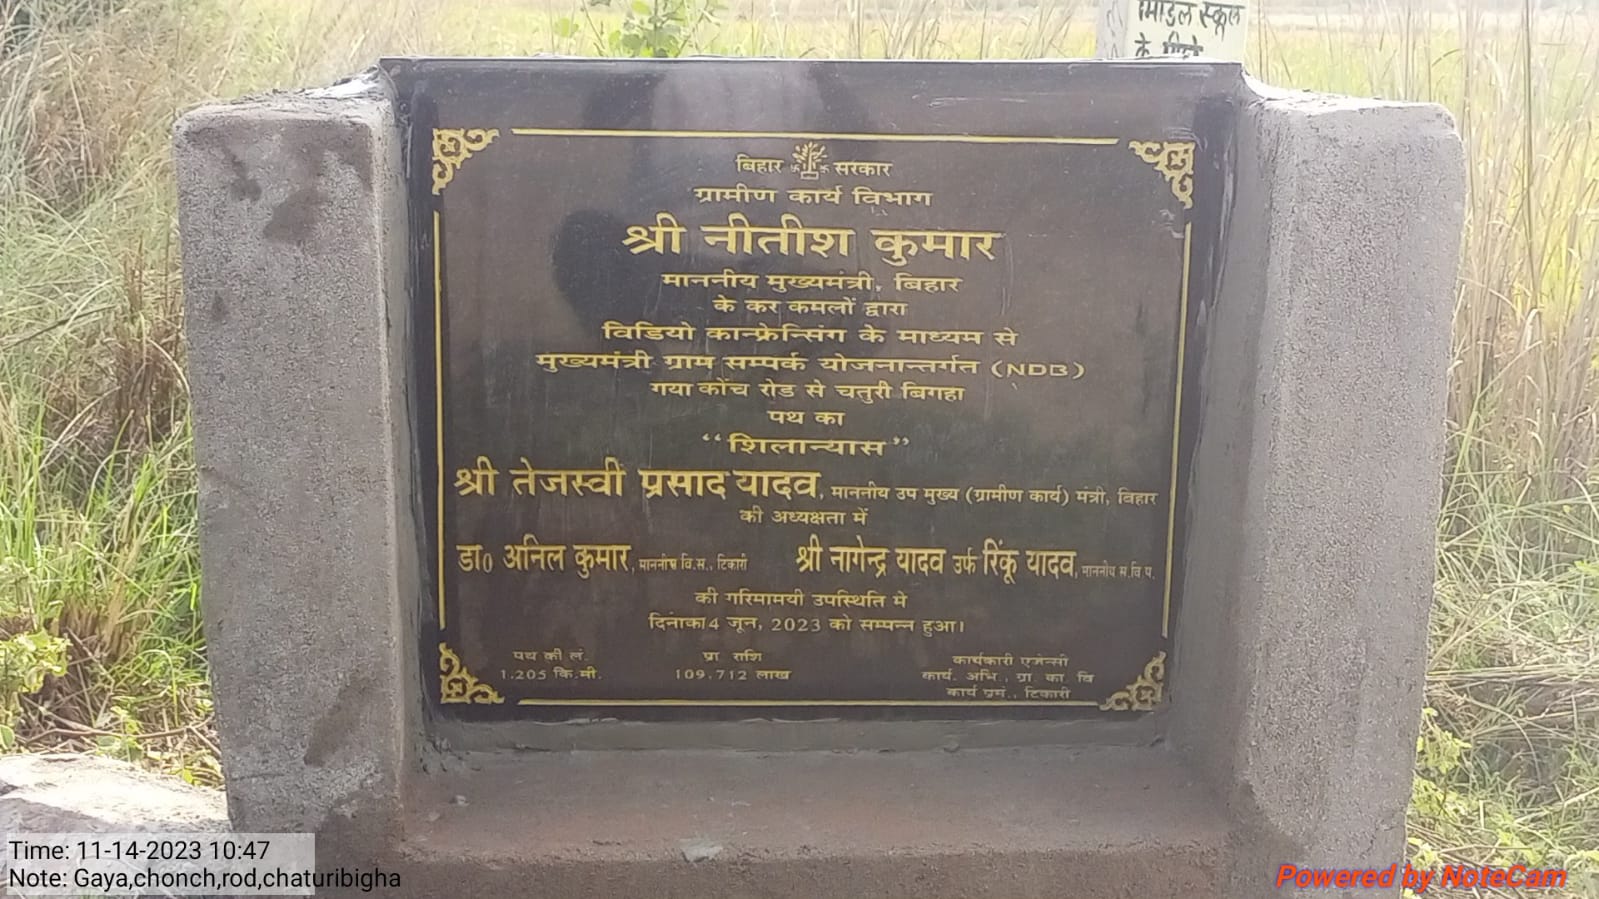 मिडिल स्कूल
के पीछे
बिहार सरकार
ग्रामीण कार्य विभाग
श्री नीतीश कुमार
माननीय मुख्यमंत्री, बिहार
के कर कमलों द्वारा
विडियो कान्फ्रेन्सिंग के माध्यम से
मुख्यमंत्री ग्राम सम्पर्क योजनान्तर्गत (NDB)
गया कोंच रोड से चतुरी बिगहा
पथ का
“शिलान्यास”
श्री तेजस्वी प्रसाद यादव, माननीय उप मुख्य (ग्रामीण कार्य) मंत्री, बिहार
की अध्यक्षता में
डा0 अनिल कुमार, माननीय वि.स., टिकारी श्री नागेन्द्र यादव उर्फ रिंकू यादव, माननीय स.वि.प.
की गरिमामयी उपस्थिति में
दिनांक14 जून, 2023 को सम्पन्न हुआ।
पथ की लं. प्रा राशि कार्यकारी एजेन्सी
1.205 कि.मी. 109.712 लाख कार्य. अभि., ग्रा. का. वि
कार्य प्रमं., टिकारी
Time: 11-14-2023 10:47
Note: Gaya,chonch,rod,chaturibigha
Powered by NoteCam